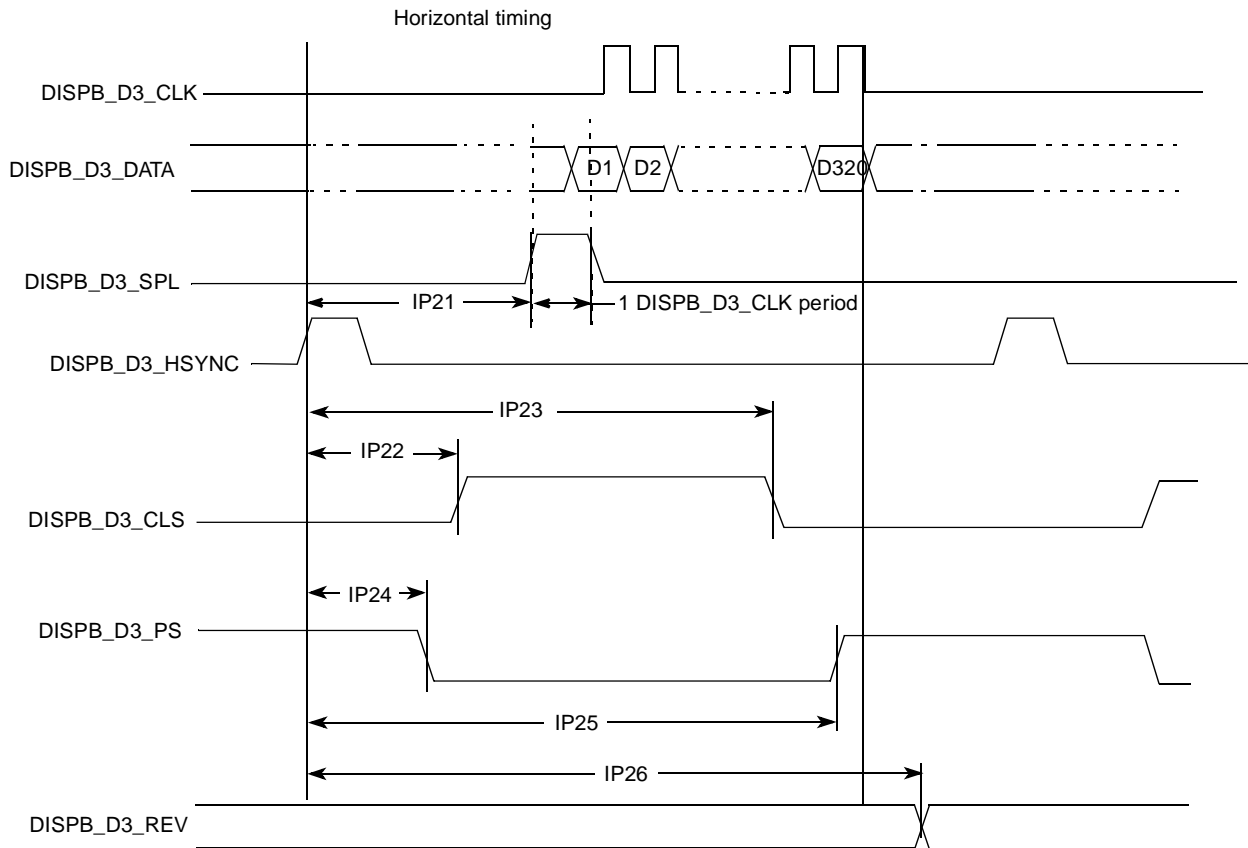 Horizontal timing
DISPB_D3_CLK
DISPB_D3_DATA
D1
D2
D320
DISPB_D3_SPL
IP21
1 DISPB_D3_CLK period
DISPB_D3_HSYNC
IP23
IP22
DISPB_D3_CLS
IP24
DISPB_D3_PS
IP25
IP26
DISPB_D3_REV